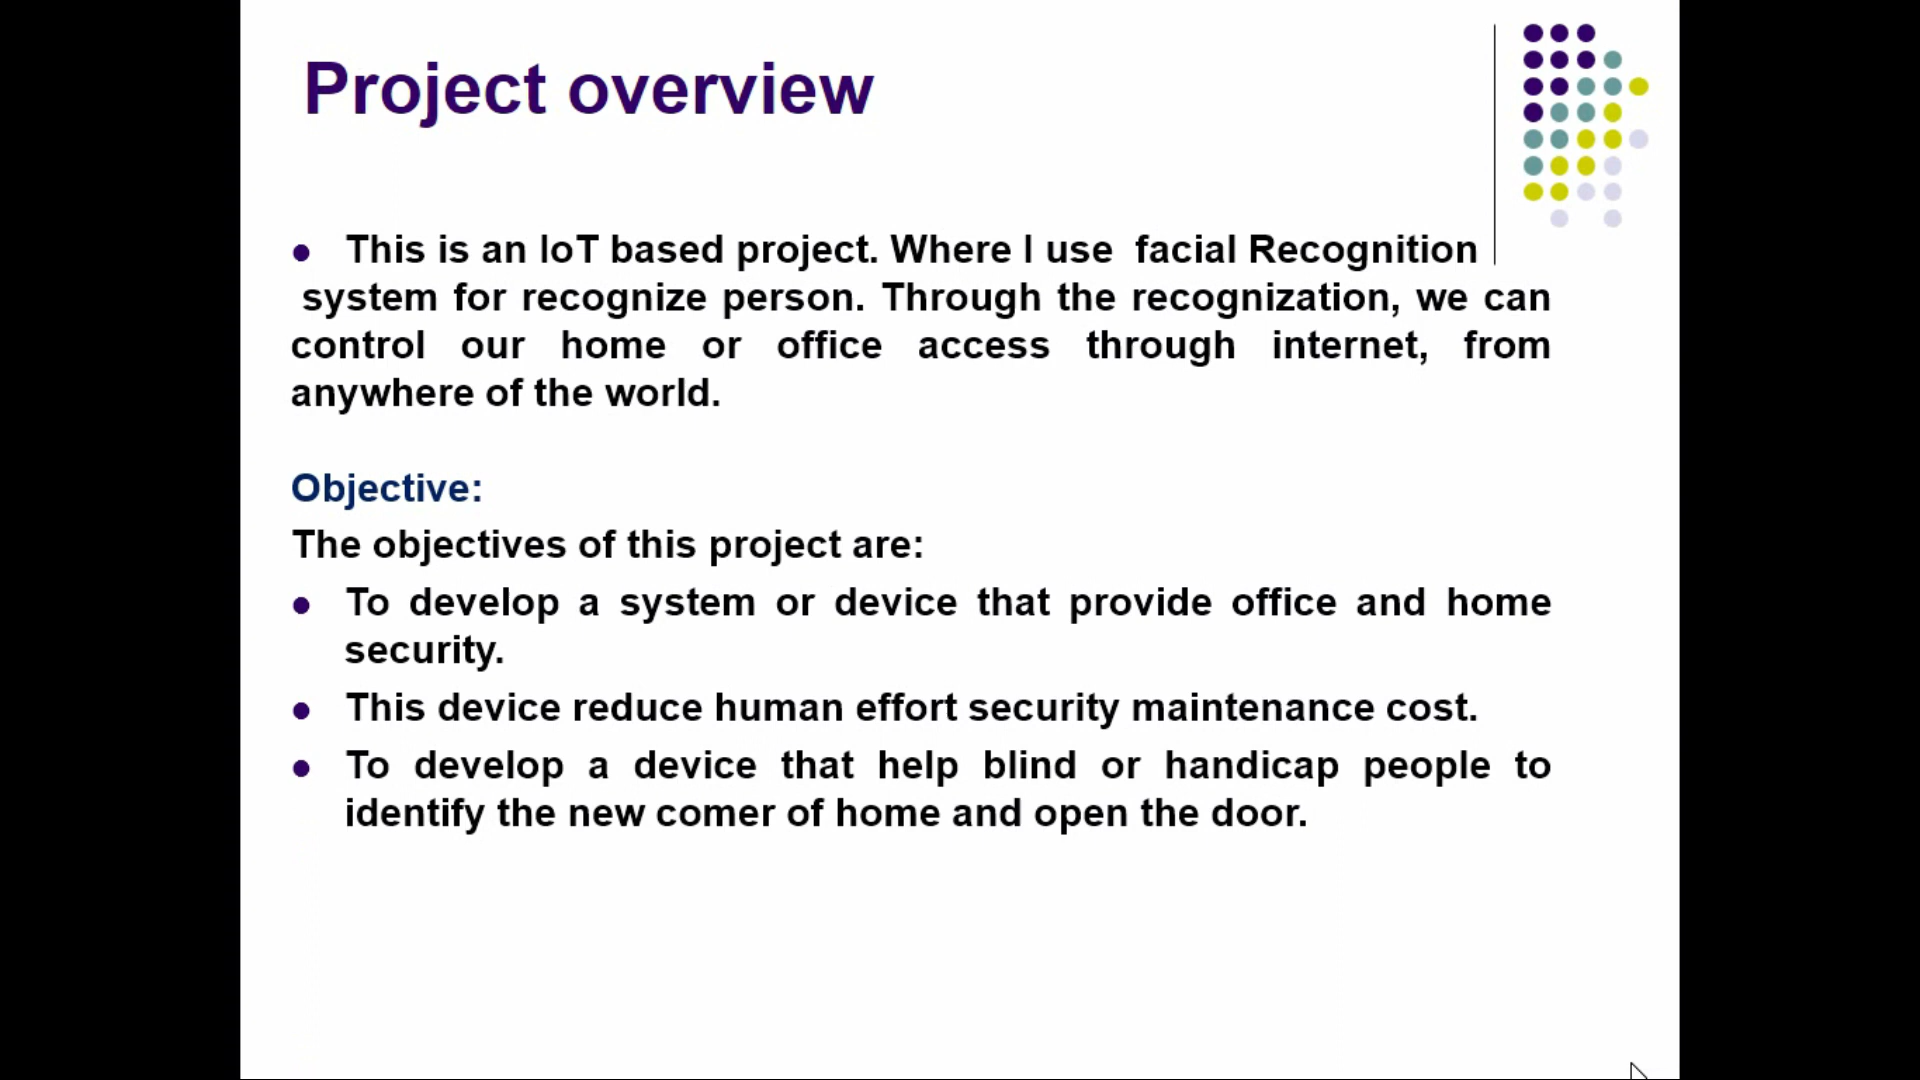 Project overview
This is an IoT based project. Where I use facial Recognition
system for recognize person. Through the recognization, we can
control our home or office access through internet, from
anywhere of the world.
Objective:
The objectives of this project are:
To develop a system or device that provide office and home
security.
This device reduce human effort security maintenance cost.
To develop a device that help blind or handicap people to
identify the new comer of home and open the door.